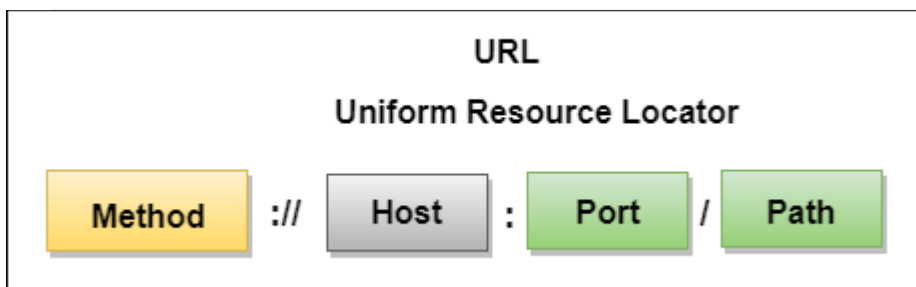 URL
Uniform Resource Locator
Method :// Host : Port / Path